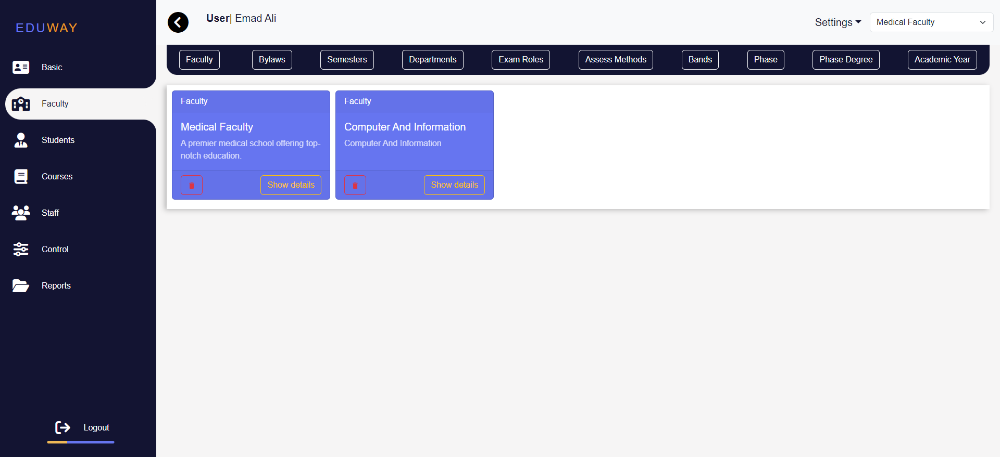 EDUWAY
Basic
Faculty
Students
Courses
Staff
Control
Reports
Logout
User| Emad Ali
Settings
Medical Faculty
Faculty
Bylaws
Semesters
Departments
Exam Roles
Assess Methods
Bands
Phase
Phase Degree
Academic Year
Faculty
Medical Faculty
A premier medical school offering top-
notch education.
Show details
Faculty
Computer And Information
Computer And Information
Show details